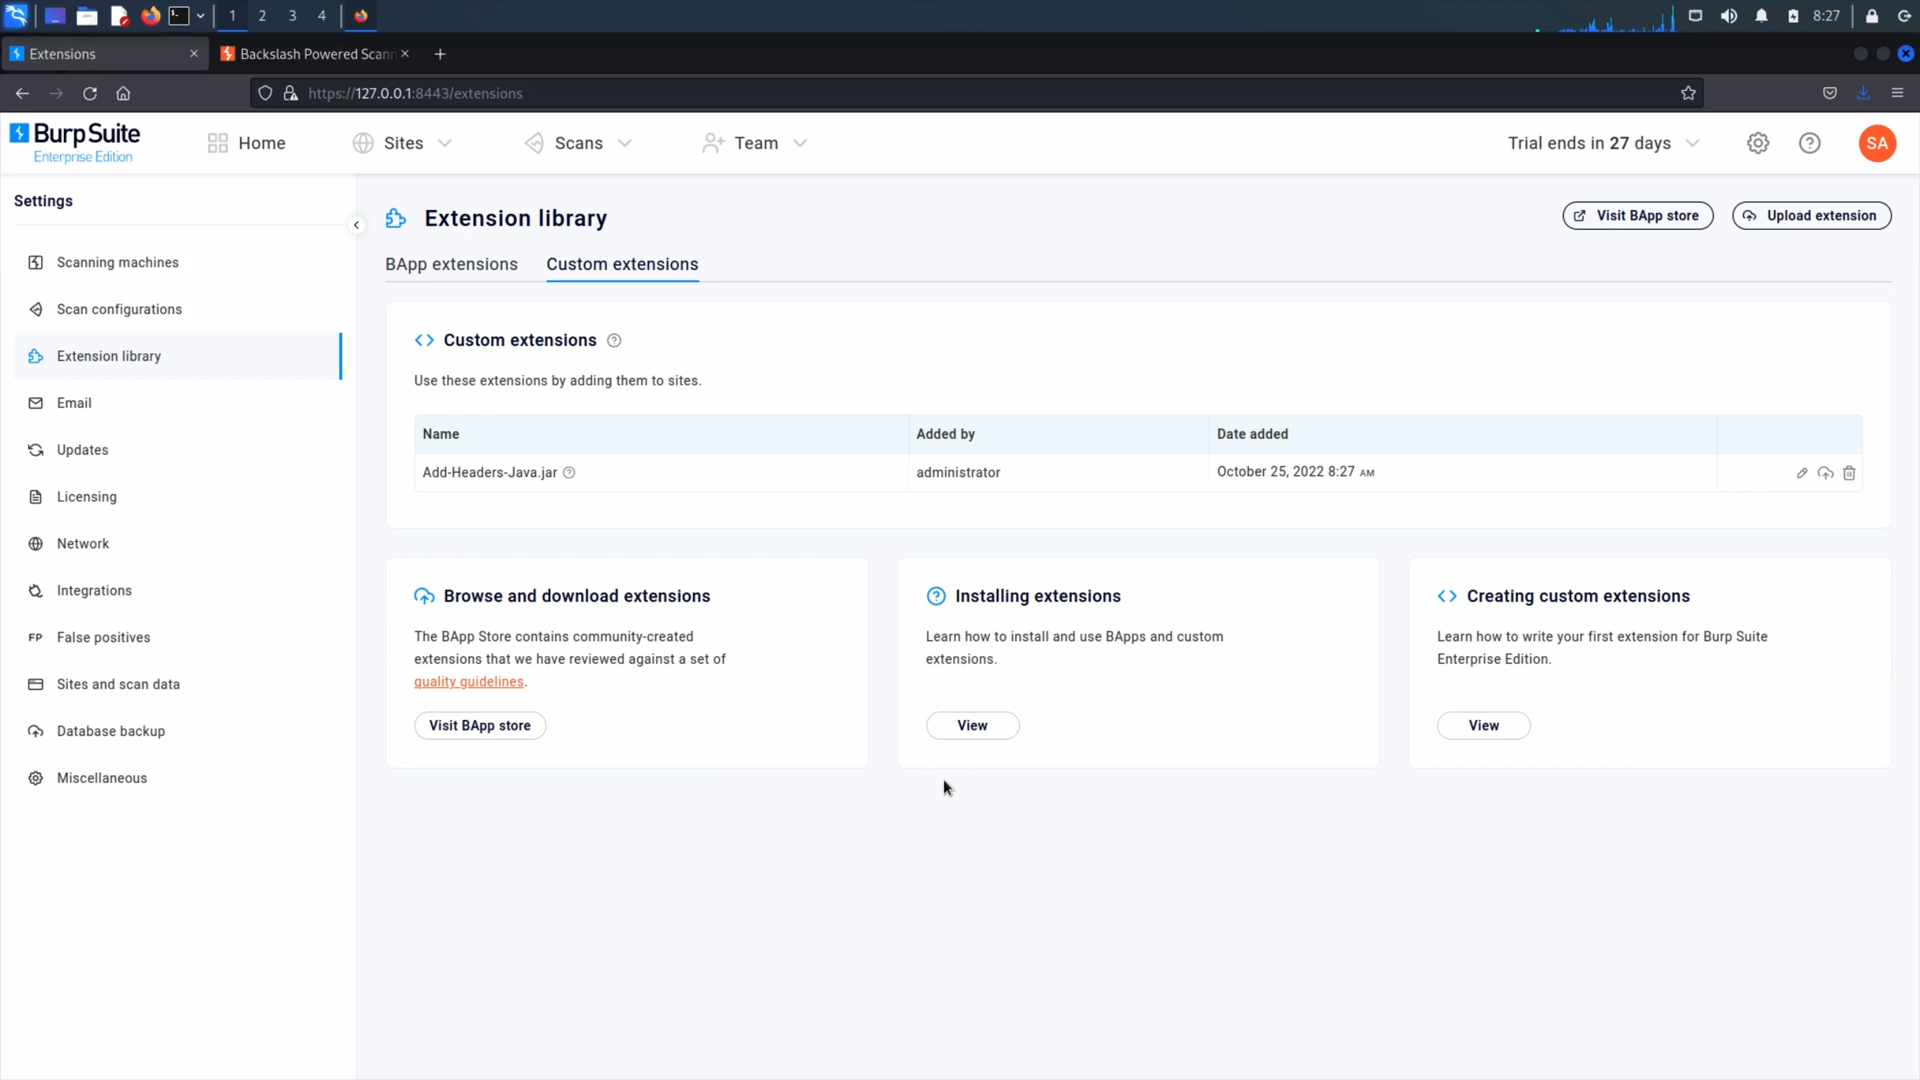 1 2 3 4 8:27
Extensions Backslash Powered Scann
https://127.0.0.1:8443/extensions
Burp Suite
Enterprise Edition
Home Sites Scans Team Trial ends in 27 days SA
Settings
Scanning machines
Scan configurations
Extension library
Email
Updates
Licensing
Network
Integrations
FP False positives
Sites and scan data
Database backup
Miscellaneous
Extension library
Visit BApp store Upload extension
BApp extensions Custom extensions
Custom extensions
Use these extensions by adding them to sites.
Name Added by Date added
Add-Headers-Java.jar administrator October 25, 2022 8:27 AM
Browse and download extensions
The BApp Store contains community-created
extensions that we have reviewed against a set of
quality guidelines.
Visit BApp store
Installing extensions
Learn how to install and use BApps and custom
extensions.
View
Creating custom extensions
Learn how to write your first extension for Burp Suite
Enterprise Edition.
View